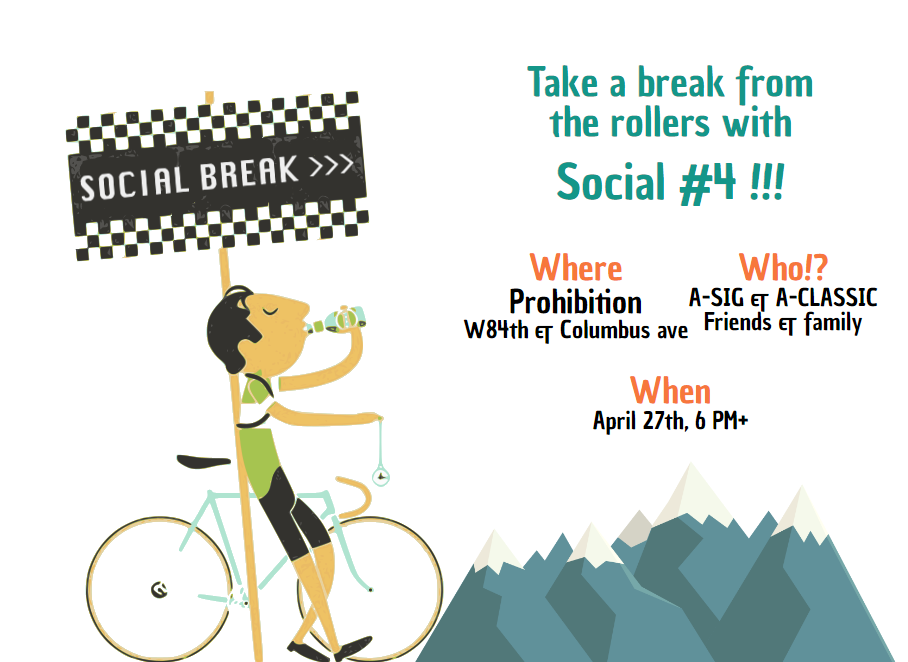 SOCIAL BREAK >>>
Take a break from
the rollers with
Social #4 !!!
Where
Prohibition
W84th & Columbus ave
Who!?
A-SIG & A-CLASSIC
Friends & family
When
April 27th, 6 PM+